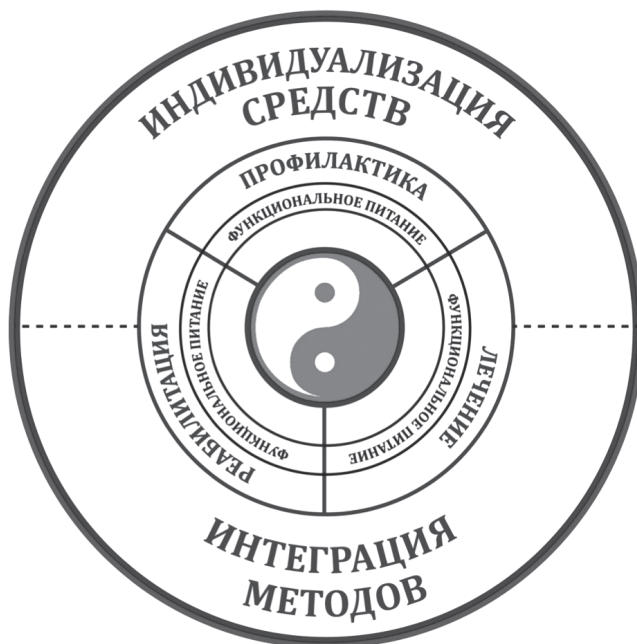 ИНДИВИДУАЛИЗАЦИЯ
СРЕДСТВ
ПРОФИЛАКТИКА
ФУНКЦИОНАЛЬНОЕ ПИТАНИЕ
РЕАБИЛИТАЦИЯ
ФУНКЦИОНАЛЬНОЕ ПИТАНИЕ
ФУНКЦИОНАЛЬНОЕ ПИТАНИЕ
ЛЕЧЕНИЕ
ИНТЕГРАЦИЯ
МЕТОДОВ